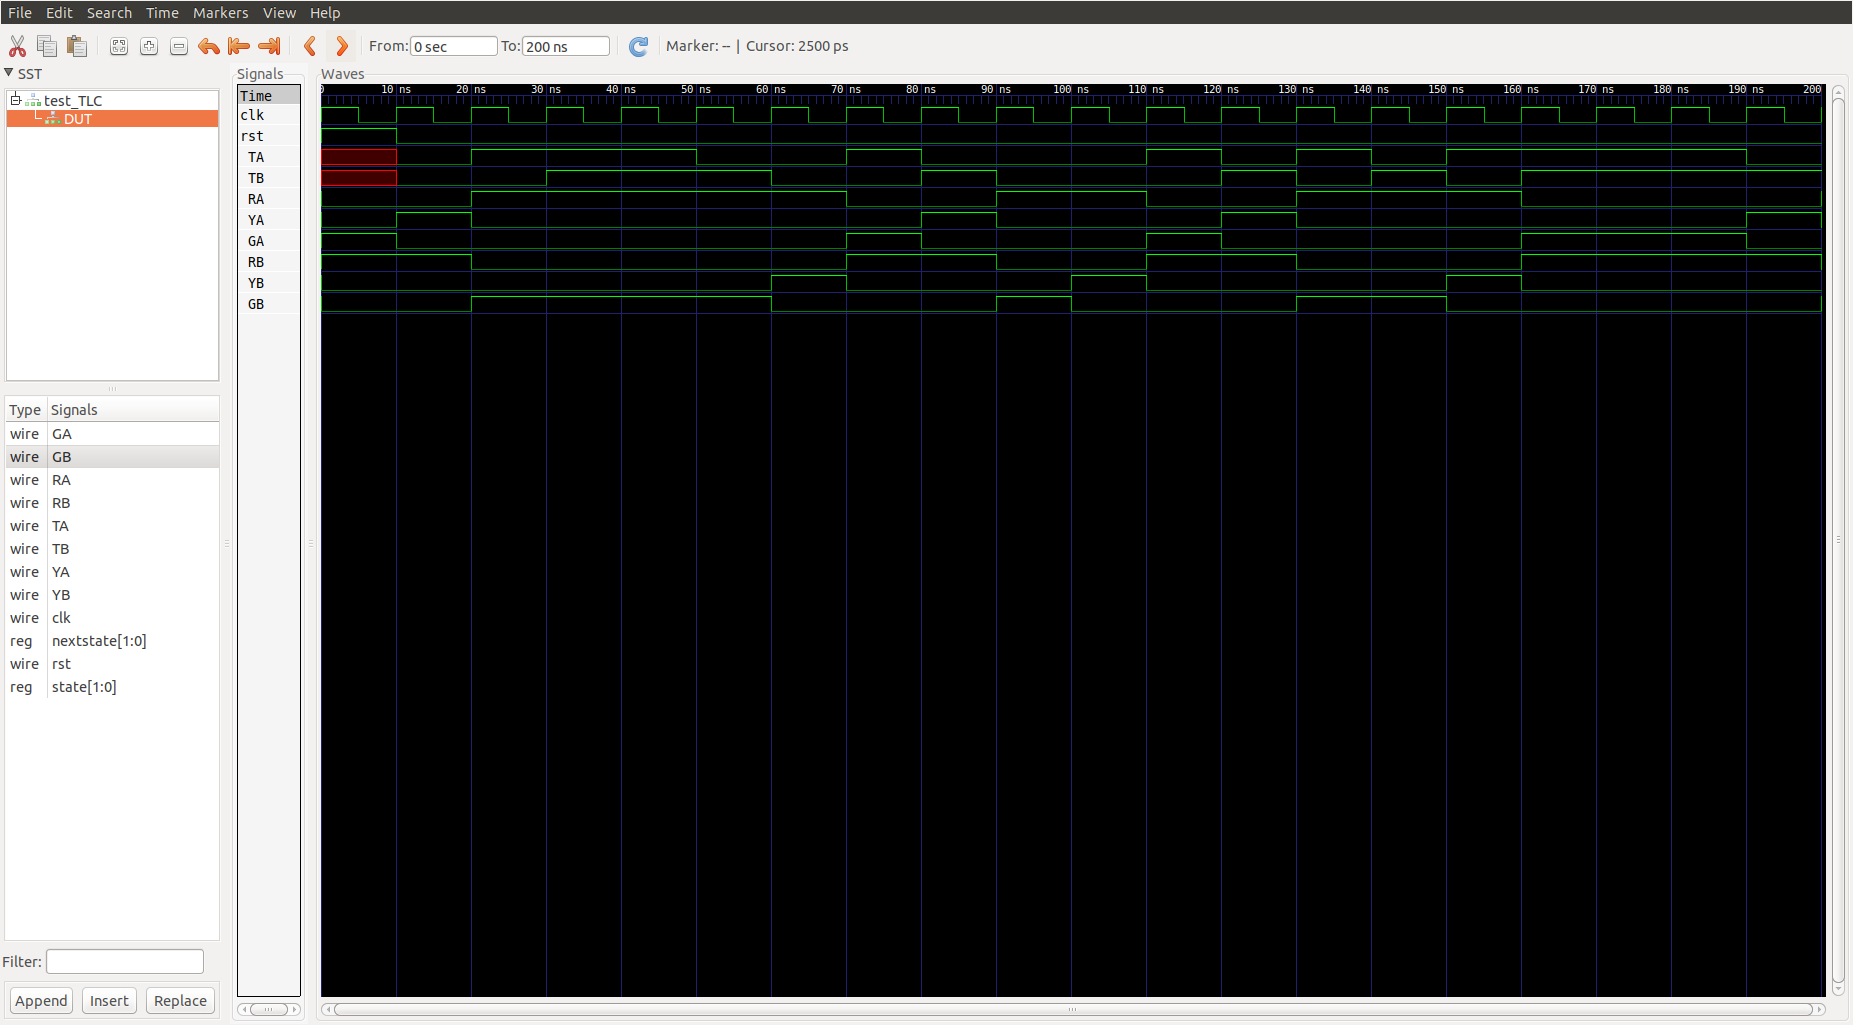 File Edit Search Time Markers View Help
From: 0 sec To: 200 ns Marker: -- | Cursor: 2500 ps
SST
test_TLC
DUT
Type Signals
wire GA
wire GB
wire RA
wire RB
wire TA
wire TB
wire YA
wire YB
wire clk
reg nextstate[1:0]
wire rst
reg state[1:0]
Filter:
Append Insert Replace
Signals
Time
clk
rst
TA
TB
RA
YA
GA
RB
YB
GB
Waves
0 10 ns 20 ns 30 ns 40 ns 50 ns 60 ns 70 ns 80 ns 90 ns 100 ns 110 ns 120 ns 130 ns 140 ns 150 ns 160 ns 170 ns 180 ns 190 ns 200